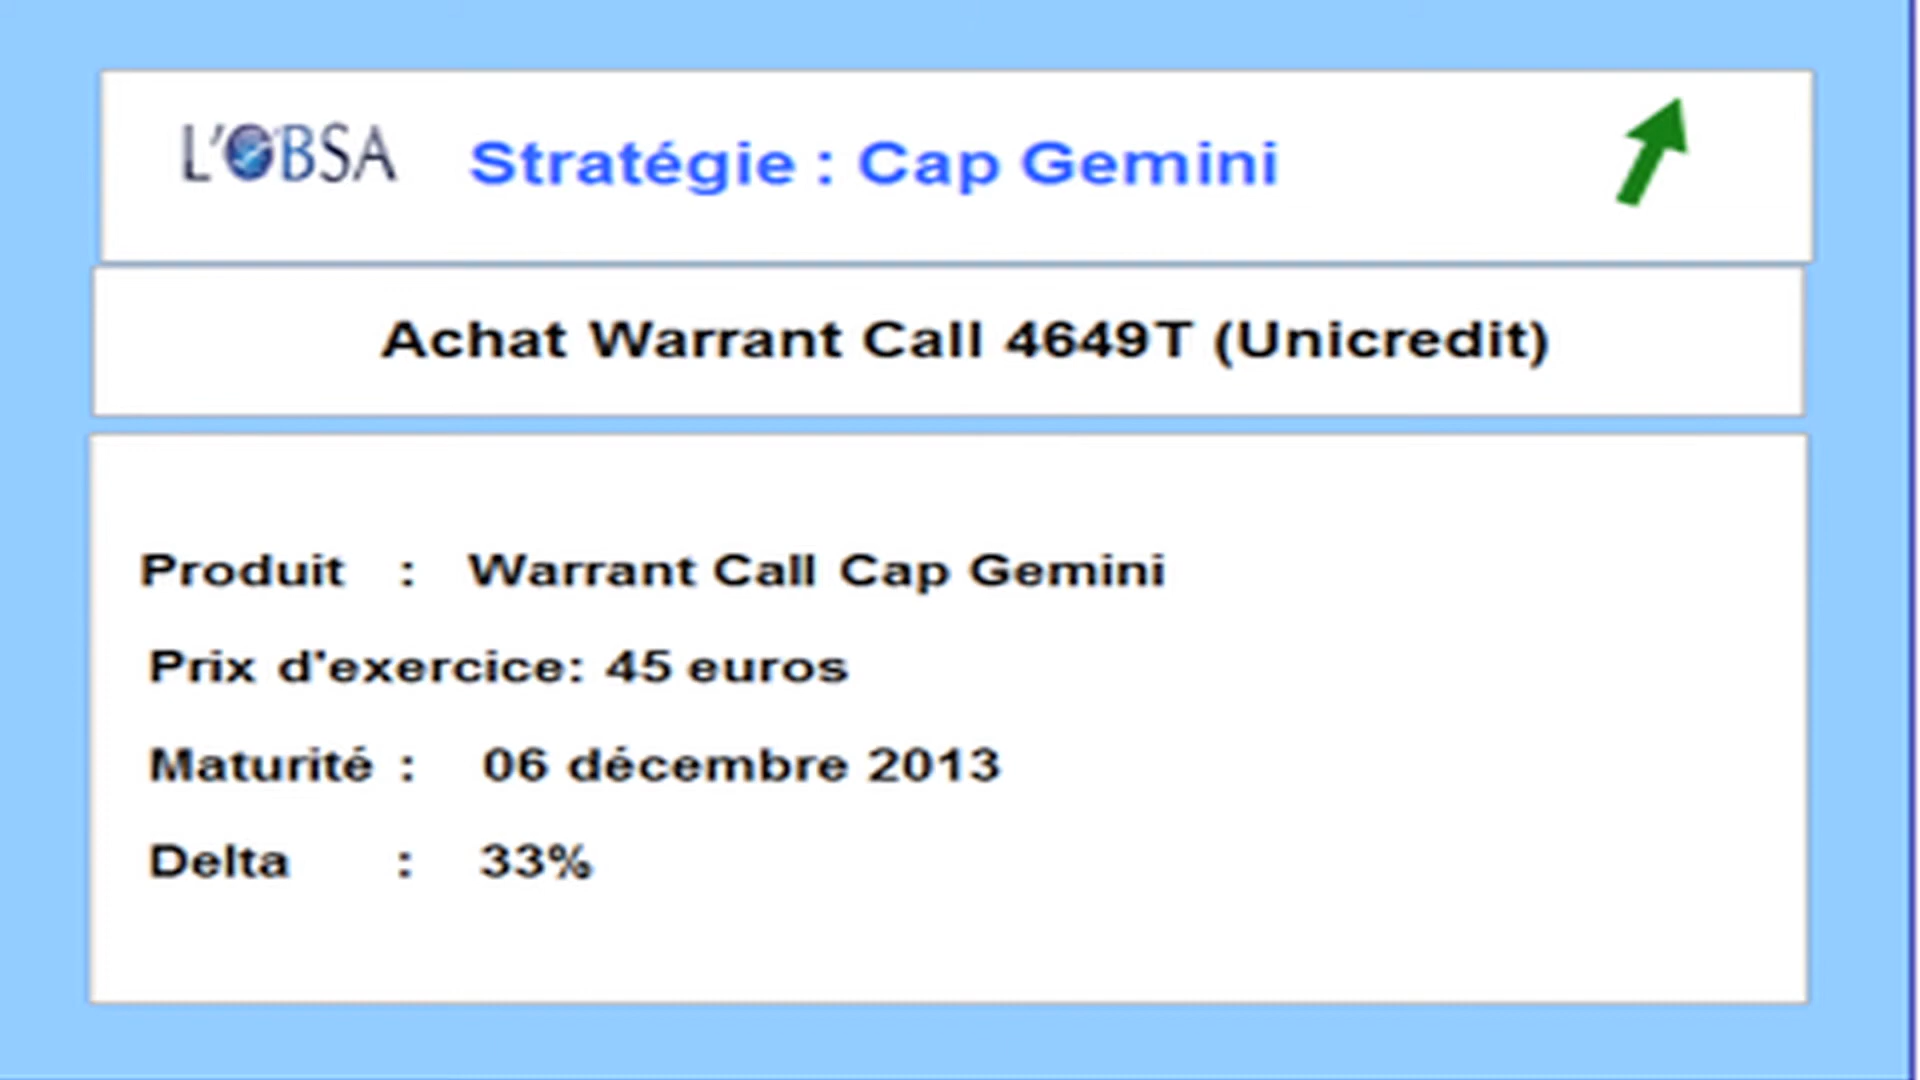 L'OBSA
Stratégie : Cap Gemini
Achat Warrant Call 4649T (Unicredit)
Produit : Warrant Call Cap Gemini
Prix d'exercice: 45 euros
Maturité : 06 décembre 2013
Delta : 33%